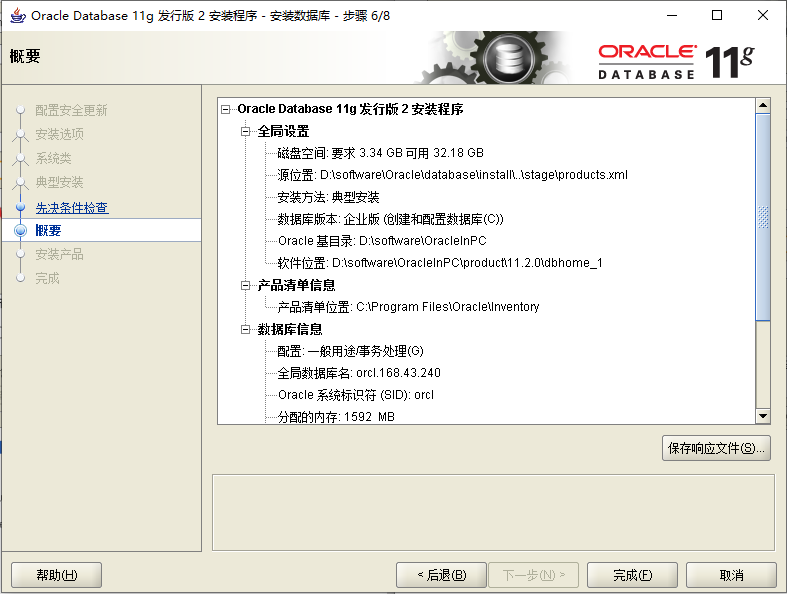 Oracle Database 11g 发行版 2 安装程序 - 安装数据库 - 步骤 6/8
概要
ORACLE
DATABASE
11g
配置安全更新
安装选项
系统类
典型安装
先决条件检查
概要
安装产品
完成
Oracle Database 11g 发行版 2 安装程序
全局设置
磁盘空间: 要求 3.34 GB 可用 32.18 GB
源位置: D:\software\Oracle\database\install\..\stage\products.xml
安装方法: 典型安装
数据库版本: 企业版 (创建和配置数据库(C))
Oracle 基目录: D:\software\OracleInPC
软件位置: D:\software\OracleInPC\product\11.2.0\dbhome_1
产品清单信息
产品清单位置: C:\Program Files\Oracle\Inventory
数据库信息
配置: 一般用途/事务处理(G)
全局数据库名: orcl.168.43.240
Oracle 系统标识符 (SID): orcl
分配的内存: 1592 MB
保存响应文件(S)...
帮助(H)
< 后退(B)
下一步(N) >
完成(F)
取消